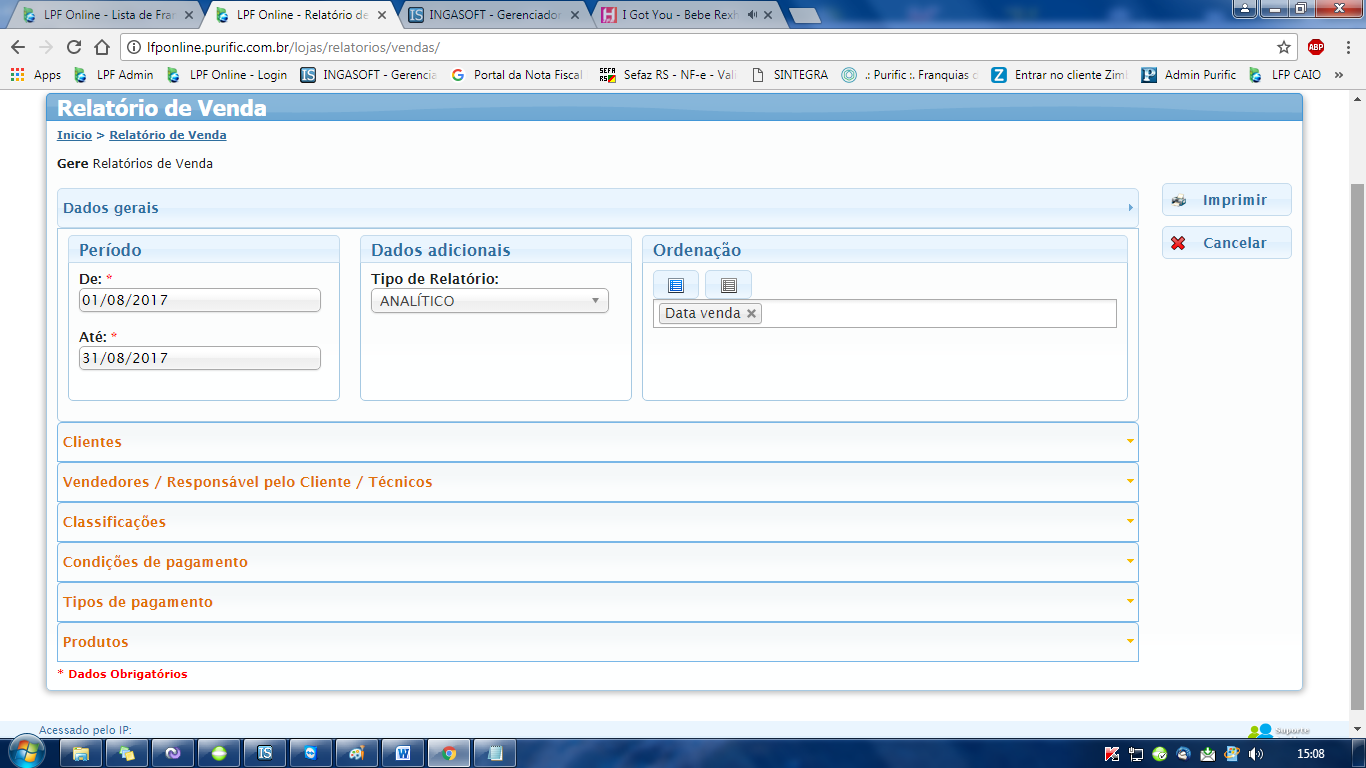 LPF Online - Lista de Fran
LPF Online - Relatório de
INGASOFT - Gerenciador
I Got You - Bebe Rexh
lfponline.purific.com.br/lojas/relatorios/vendas/
ABP
Apps
LPF Admin
LPF Online - Login
INGASOFT - Gerencia
Portal da Nota Fiscal
Sefaz RS - NF-e - Vali
SINTEGRA
.: Purific :. Franquias
Entrar no cliente Zim
Admin Purific
LFP CAIO
»
Relatório de Venda
Inicio > Relatório de Venda
Gere Relatórios de Venda
Dados gerais
Imprimir
Cancelar
Período
De: *
01/08/2017
Até: *
31/08/2017
Dados adicionais
Tipo de Relatório:
ANALÍTICO
Ordenação
Data venda
Clientes
Vendedores / Responsável pelo Cliente / Técnicos
Classificações
Condições de pagamento
Tipos de pagamento
Produtos
* Dados Obrigatórios
Acessado pelo IP:
Suporte
15:08